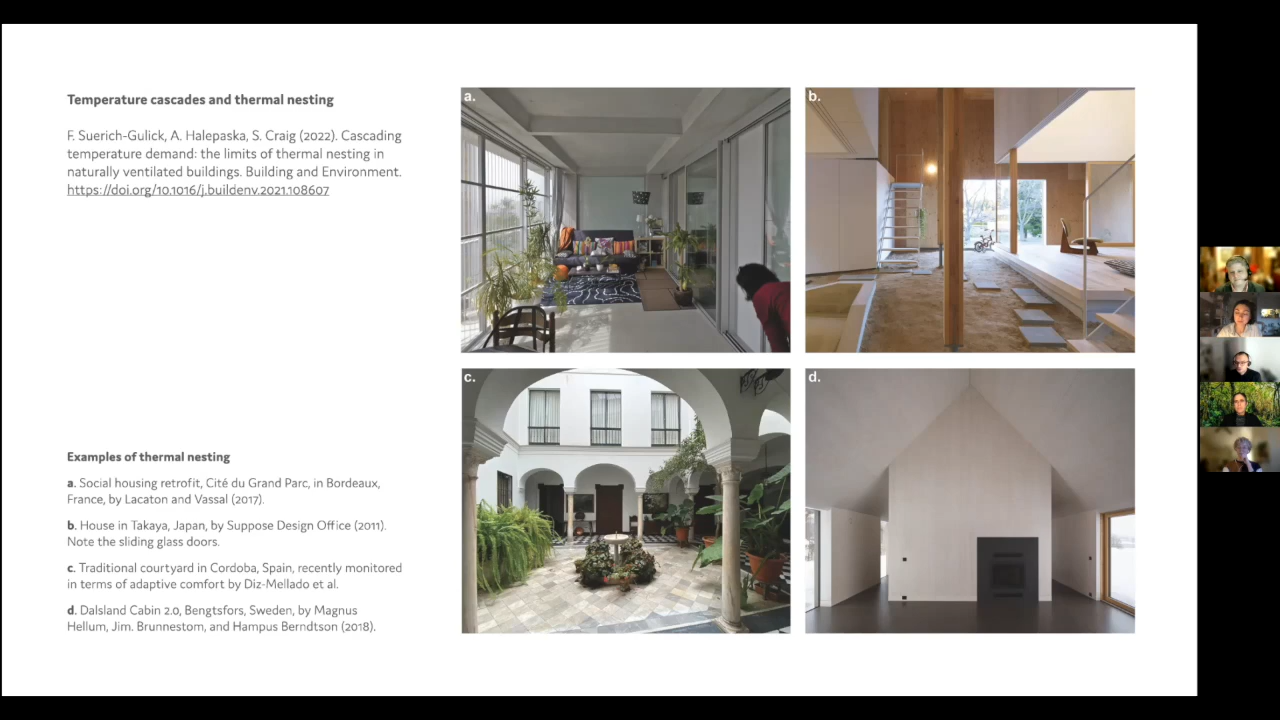 Temperature cascades and thermal nesting
F. Suerich-Gulick, A. Halepaska, S. Craig (2022). Cascading
temperature demand: the limits of thermal nesting in
naturally ventilated buildings. Building and Environment.
https://doi.org/10.1016/j.buildenv.2021.108607
Examples of thermal nesting
a. Social housing retrofit, Cité du Grand Parc, in Bordeaux,
France, by Lacaton and Vassal (2017).
b. House in Takaya, Japan, by Suppose Design Office (2011).
Note the sliding glass doors.
c. Traditional courtyard in Cordoba, Spain, recently monitored
in terms of adaptive comfort by Diz-Mellado et al.
d. Dalsland Cabin 2.0, Bengtsfors, Sweden, by Magnus
Hellum, Jim. Brunnestom, and Hampus Berndtson (2018).
a.
b.
c.
d.